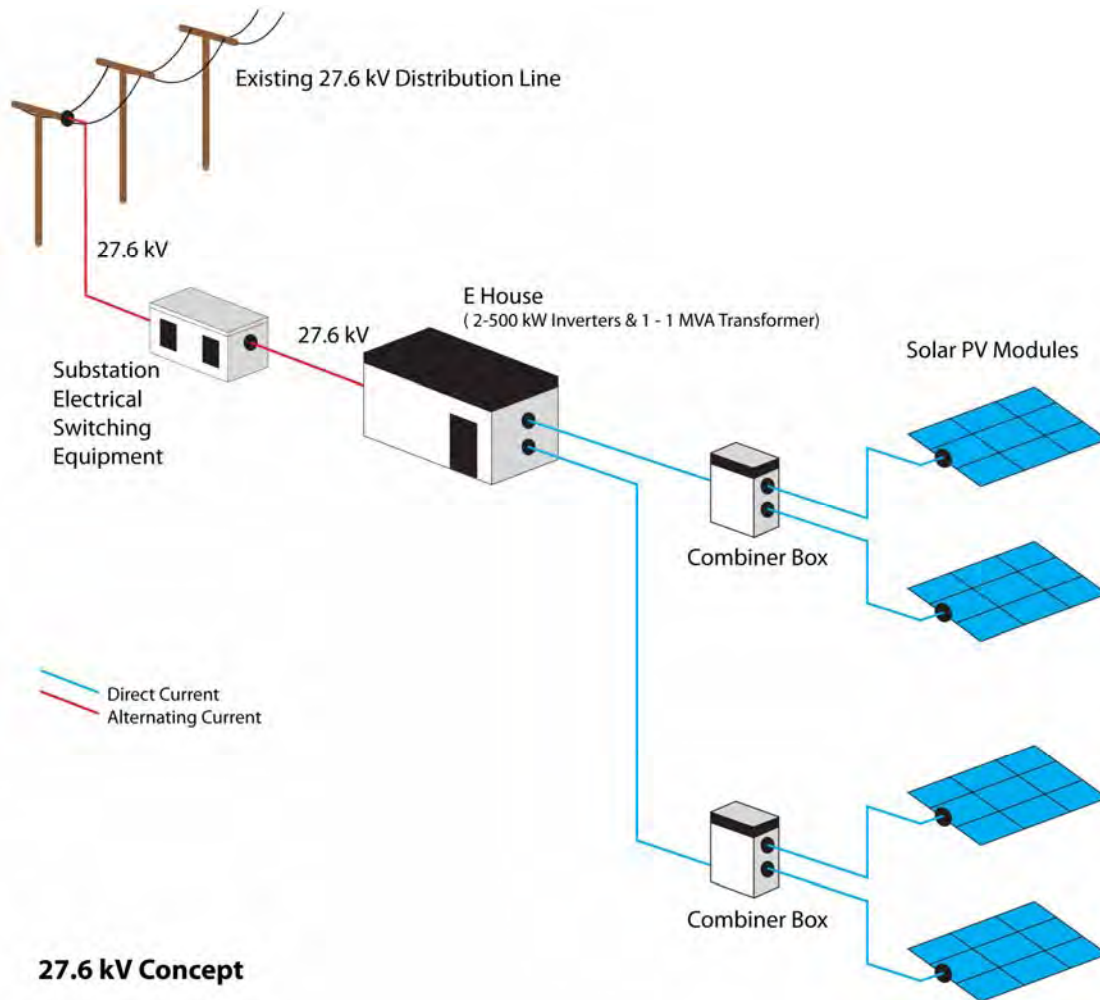 Existing 27.6 kV Distribution Line
27.6 kV
E House
( 2-500 kW Inverters & 1 - 1 MVA Transformer)
27.6 kV
Solar PV Modules
Substation
Electrical
Switching
Equipment
Combiner Box
Direct Current
Alternating Current
Combiner Box
27.6 kV Concept